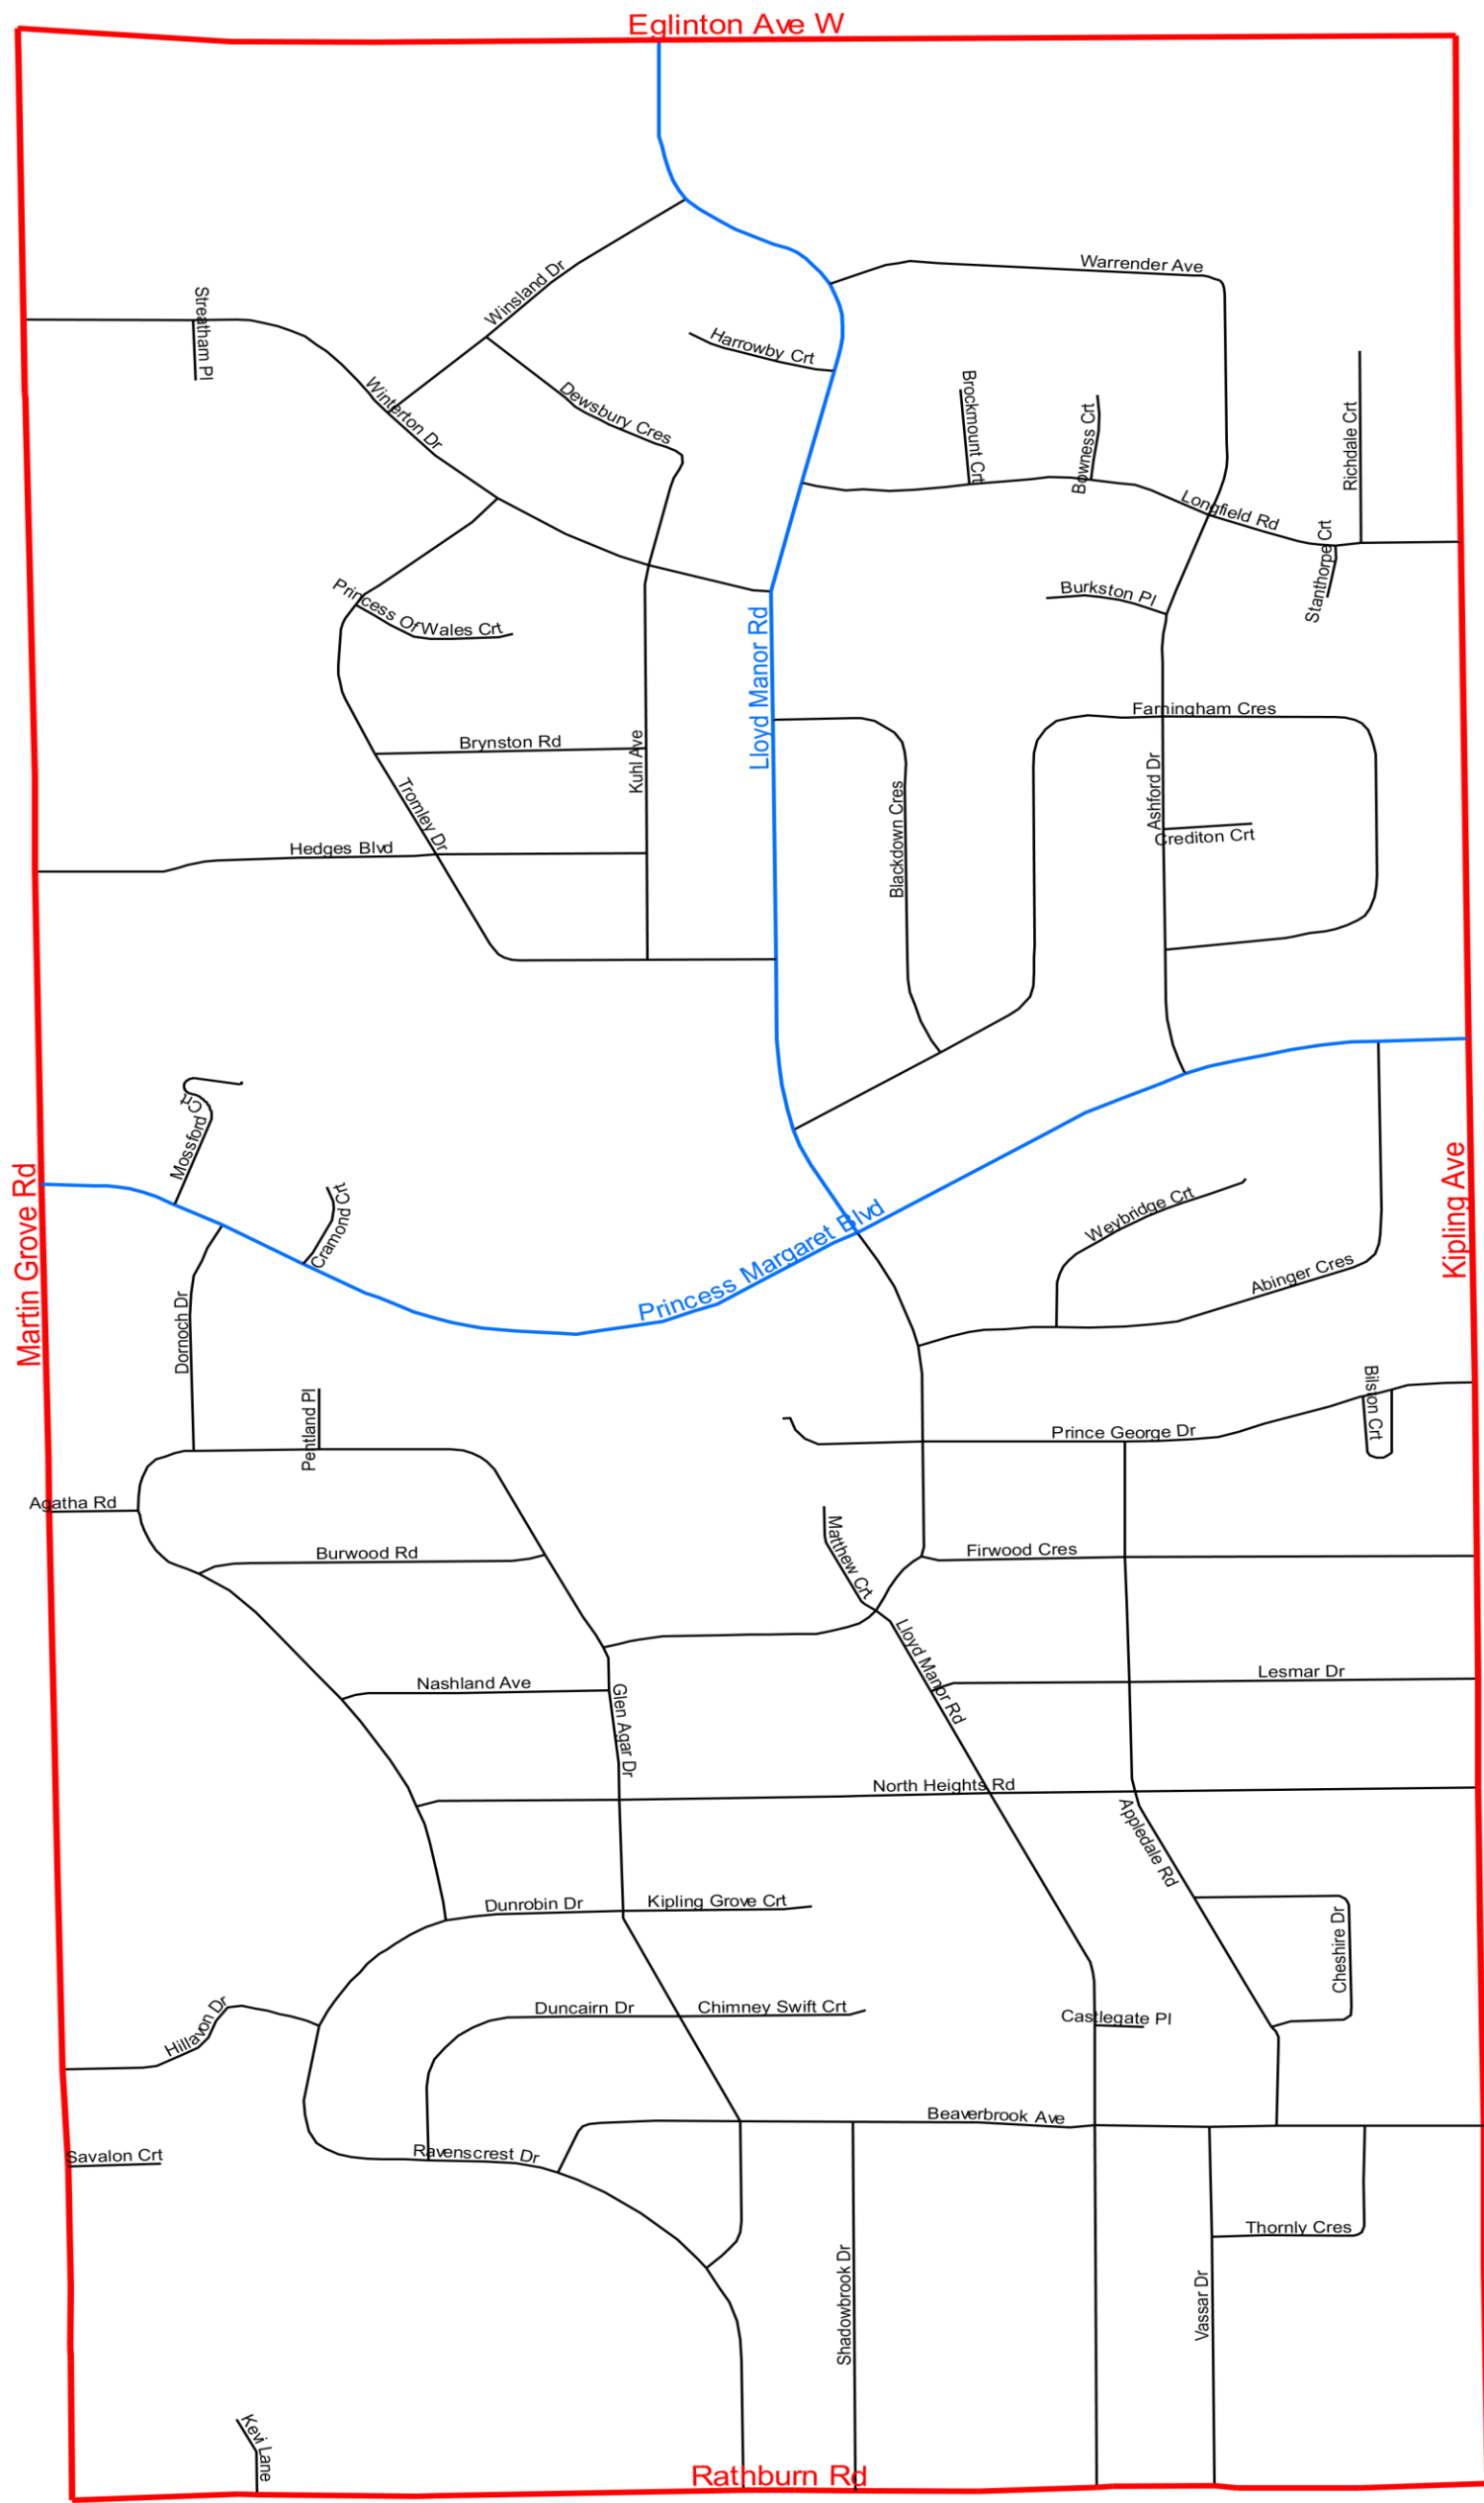 Eglinton Ave W
Warrender Ave
Winsland Dr
Streatham Pl
Harrowby Crt
Winterton Dr
Dewsbury Cres
Brockmount Crt
Bowness Crt
Richdale Crt
Longfield Rd
Stanthorpe Crt
Burkston Pl
Princess Of Wales Crt
Lloyd Manor Rd
Farningham Cres
Brynston Rd
Kuhl Ave
Ashford Dr
Tromley Dr
Blackdown Cres
Crediton Crt
Hedges Blvd
Mossford Crt
Martin Grove Rd
Kipling Ave
Cramond Crt
Weybridge Crt
Princess Margaret Blvd
Abinger Cres
Dornoch Dr
Pentland Pl
Bilston Crt
Prince George Dr
Agatha Rd
Matthew Crt
Burwood Rd
Firwood Cres
Lloyd Manor Rd
Lesmar Dr
Nashland Ave
Glen Agar Dr
North Heights Rd
Appledale Rd
Dunrobin Dr
Kipling Grove Crt
Cheshire Dr
Hillavon Dr
Duncairn Dr
Chimney Swift Crt
Castlegate Pl
Beaverbrook Ave
Savalon Crt
Ravenscrest Dr
Thornly Cres
Shadowbrook Dr
Vassar Dr
Kevi Lane
Rathburn Rd